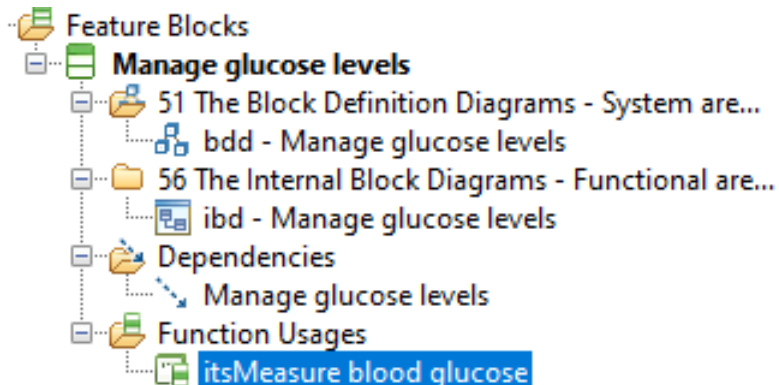 Feature Blocks
Manage glucose levels
51 The Block Definition Diagrams - System are...
bdd - Manage glucose levels
56 The Internal Block Diagrams - Functional are...
ibd - Manage glucose levels
Dependencies
Manage glucose levels
Function Usages
itsMeasure blood glucose